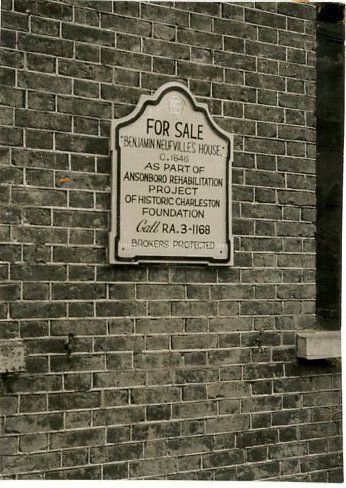 FOR SALE
"BENJAMIN NEUFVILLE'S HOUSE,"
C. 1846
AS PART OF
ANSONBORO REHABILITATION
PROJECT
OF HISTORIC CHARLESTON
FOUNDATION
Call RA. 3-1168
BROKERS PROTECTED